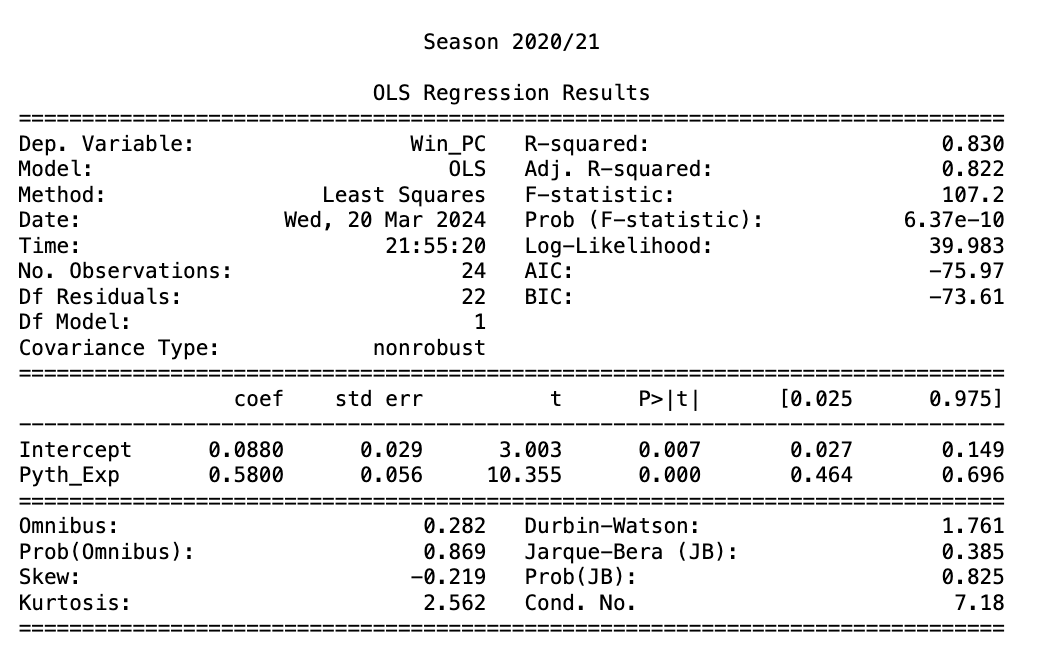 Season 2020/21
OLS Regression Results
==============================================================================
Dep. Variable:                 Win_PC   R-squared:                       0.830
Model:                            OLS   Adj. R-squared:                  0.822
Method:                 Least Squares   F-statistic:                     107.2
Date:                Wed, 20 Mar 2024   Prob (F-statistic):           6.37e-10
Time:                        21:55:20   Log-Likelihood:                 39.983
No. Observations:                  24   AIC:                            -75.97
Df Residuals:                      22   BIC:                            -73.61
Df Model:                           1
Covariance Type:            nonrobust
==============================================================================
                 coef    std err          t      P>|t|      [0.025      0.975]
------------------------------------------------------------------------------
Intercept      0.0880      0.029      3.003      0.007       0.027       0.149
Pyth_Exp       0.5800      0.056     10.355      0.000       0.464       0.696
==============================================================================
Omnibus:                        0.282   Durbin-Watson:                   1.761
Prob(Omnibus):                  0.869   Jarque-Bera (JB):                0.385
Skew:                          -0.219   Prob(JB):                        0.825
Kurtosis:                       2.562   Cond. No.                         7.18
==============================================================================